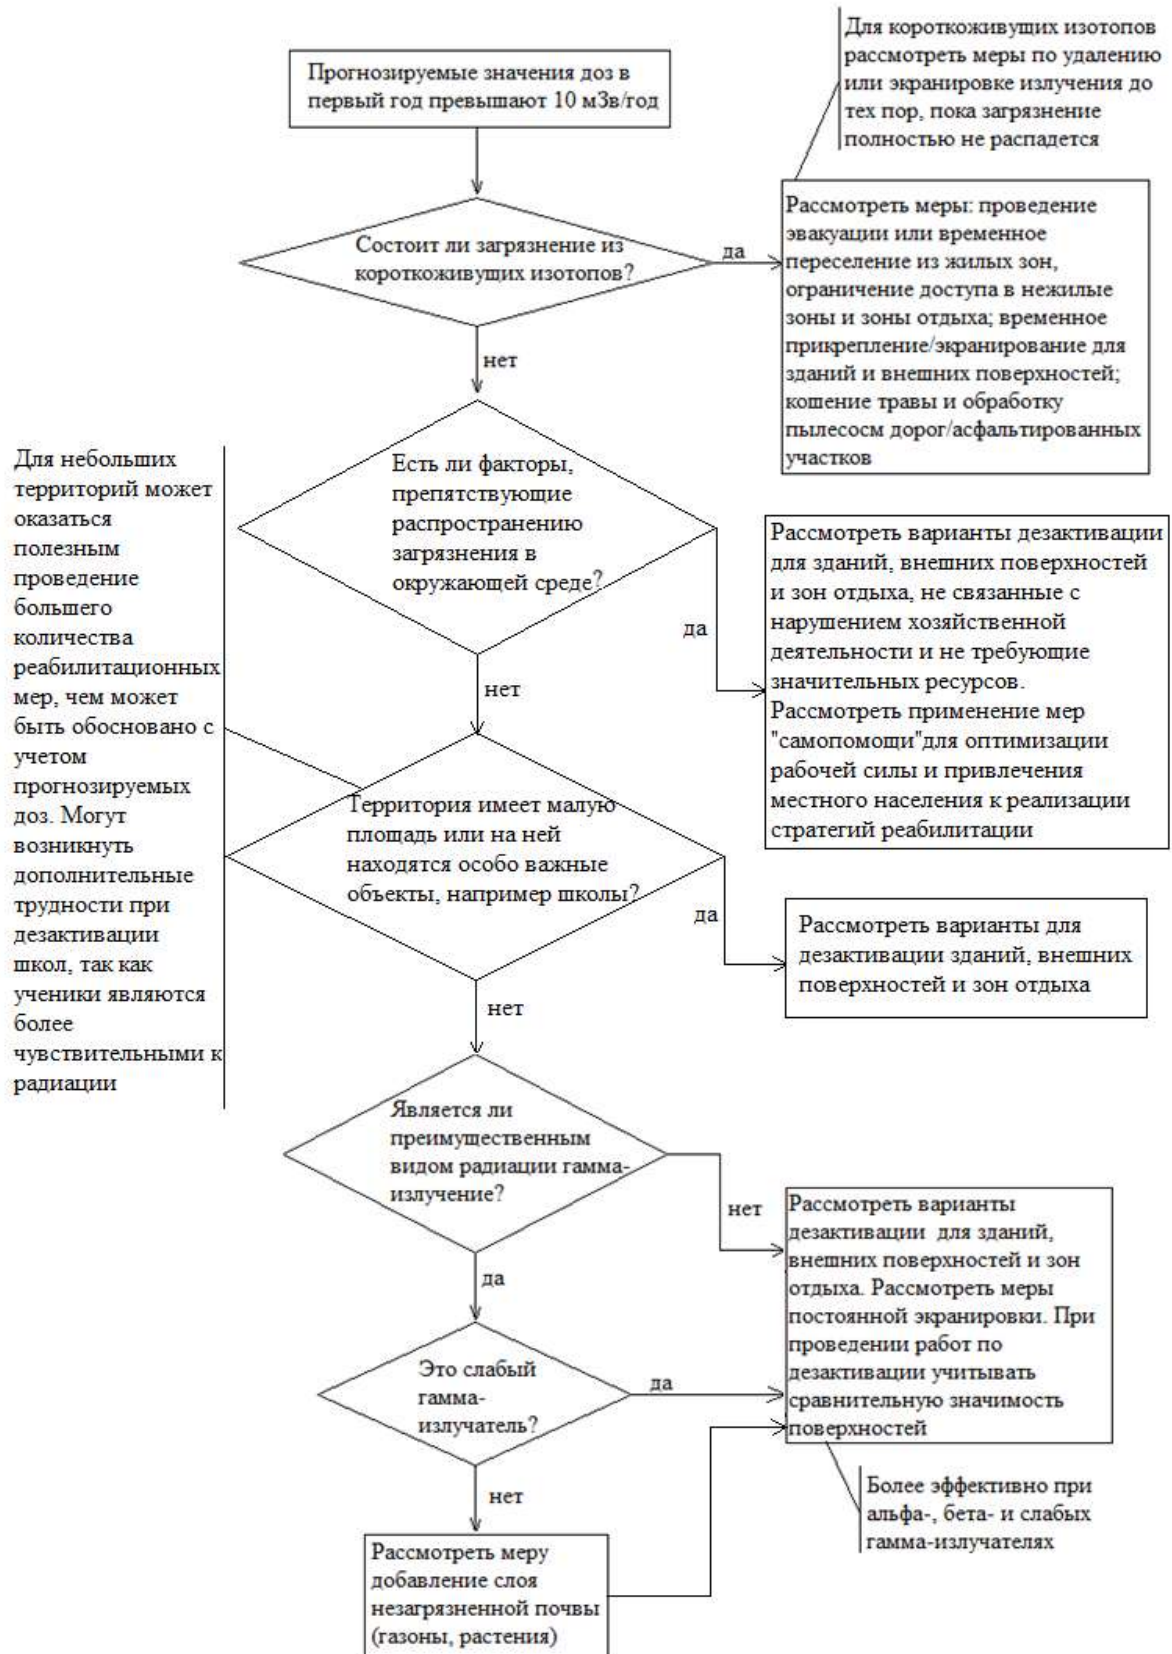 Для короткоживущих изотопов
рассмотреть меры по удалению
или экранировке излучения до
тех пор, пока загрязнение
полностью не распадется
Прогнозируемые значения доз в
первый год превышают 10 мЗв/год
Состоит ли загрязнение из
короткоживущих изотопов?
да
Рассмотреть меры: проведение
эвакуации или временное
переселение из жилых зон,
ограничение доступа в нежилые
зоны и зоны отдыха; временное
прикрепление/экранирование для
зданий и внешних поверхностей;
кошение травы и обработку
пылесосм дорог/асфальтированных
участков
нет
Есть ли факторы,
препятствующие
распространению
загрязнения в
окружающей среде?
да
Рассмотреть варианты дезактивации
для зданий, внешних поверхностей
и зон отдыха, не связанные с
нарушением хозяйственной
деятельности и не требующие
значительных ресурсов.
Рассмотреть применение мер
"самопомощи"для оптимизации
рабочей силы и привлечения
местного населения к реализации
стратегий реабилитации
нет
Для небольших
территорий может
оказаться
полезным
проведение
большего
количества
реабилитационных
мер, чем может
быть обосновано с
учетом
прогнозируемых
доз. Могут
возникнуть
дополнительные
трудности при
дезактивации
школ, так как
ученики являются
более
чувствительными к
радиации
Территория имеет малую
площадь или на ней
находятся особо важные
объекты, например школы?
да
Рассмотреть варианты для
дезактивации зданий, внешних
поверхностей и зон отдыха
нет
Является ли
преимущественным
видом радиации гамма-
излучение?
нет
Рассмотреть варианты
дезактивации для зданий,
внешних поверхностей и зон
отдыха. Рассмотреть меры
постоянной экранировки. При
проведении работ по
дезактивации учитывать
сравнительную значимость
поверхностей
да
Это слабый
гамма-
излучатель?
да
нет
Более эффективно при
альфа-, бета- и слабых
гамма-излучателях
Рассмотреть меру
добавление слоя
незагрязненной почвы
(газоны, растения)